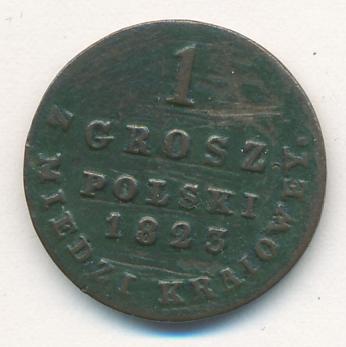 1
GROSZ
POLSKI
1823
Z MIEDZI KRAIOWEY.